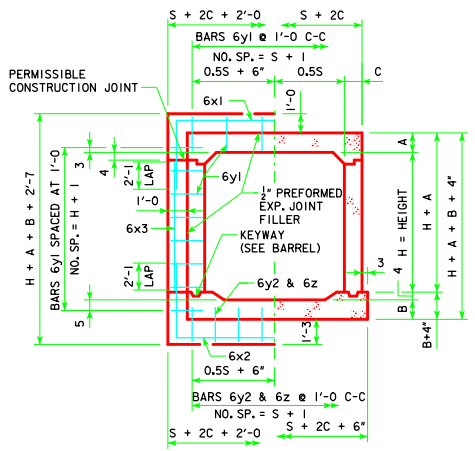 S + 2C + 2'-0
S + 2C
BARS 6y1 @ 1'-0 C-C
NO. SP. = S + 1
0.5S + 6"
0.5S
C
PERMISSIBLE
CONSTRUCTION JOINT
6x1
1'-0
A
3
4
2'-1
LAP
6y1
1'-0
1/2" PREFORMED
EXP. JOINT
FILLER
6x3
KEYWAY
(SEE BARREL)
H + A + B + 2'-7
BARS 6y1 SPACED AT 1'-0
NO. SP. = H + 1
H = HEIGHT
H + A
H + A + B + 4"
2'-1
LAP
4
3
6y2 & 6z
5
B
B+4"
1'-3
6x2
0.5S + 6"
BARS 6y2 & 6z @ 1'-0 C-C
NO. SP. = S + 1
S + 2C + 6"
S + 2C + 2'-0